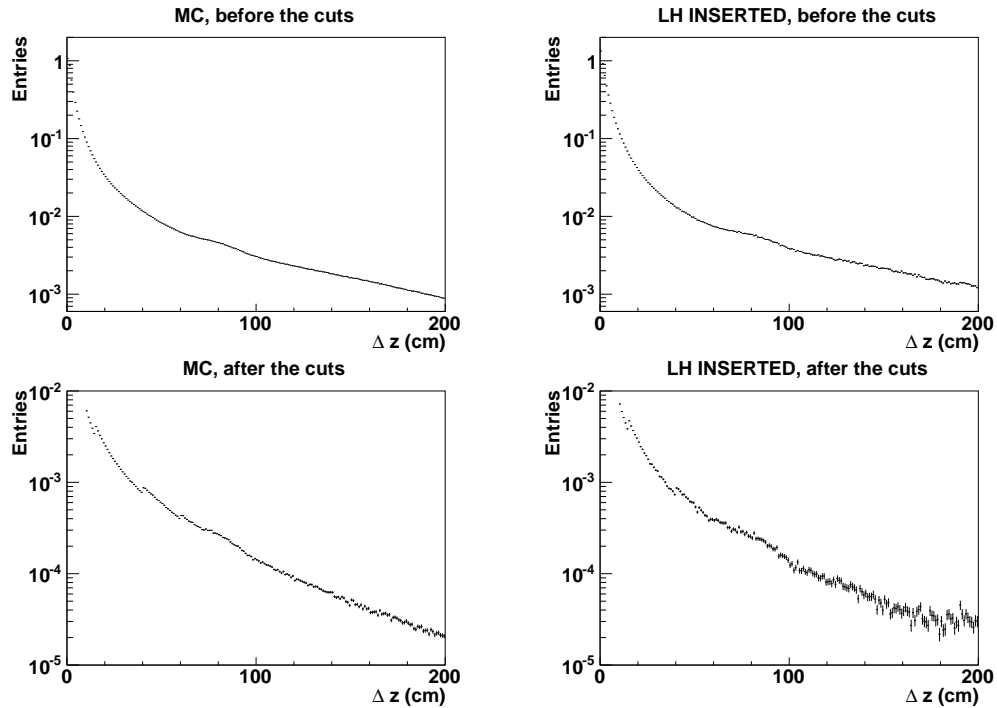 MC, before the cuts
Entries
1
10⁻¹
10⁻²
10⁻³
0 100 200
Δ z (cm)
LH INSERTED, before the cuts
Entries
1
10⁻¹
10⁻²
10⁻³
0 100 200
Δ z (cm)
MC, after the cuts
Entries
10⁻²
10⁻³
10⁻⁴
10⁻⁵
0 100 200
Δ z (cm)
LH INSERTED, after the cuts
Entries
10⁻²
10⁻³
10⁻⁴
10⁻⁵
0 100 200
Δ z (cm)